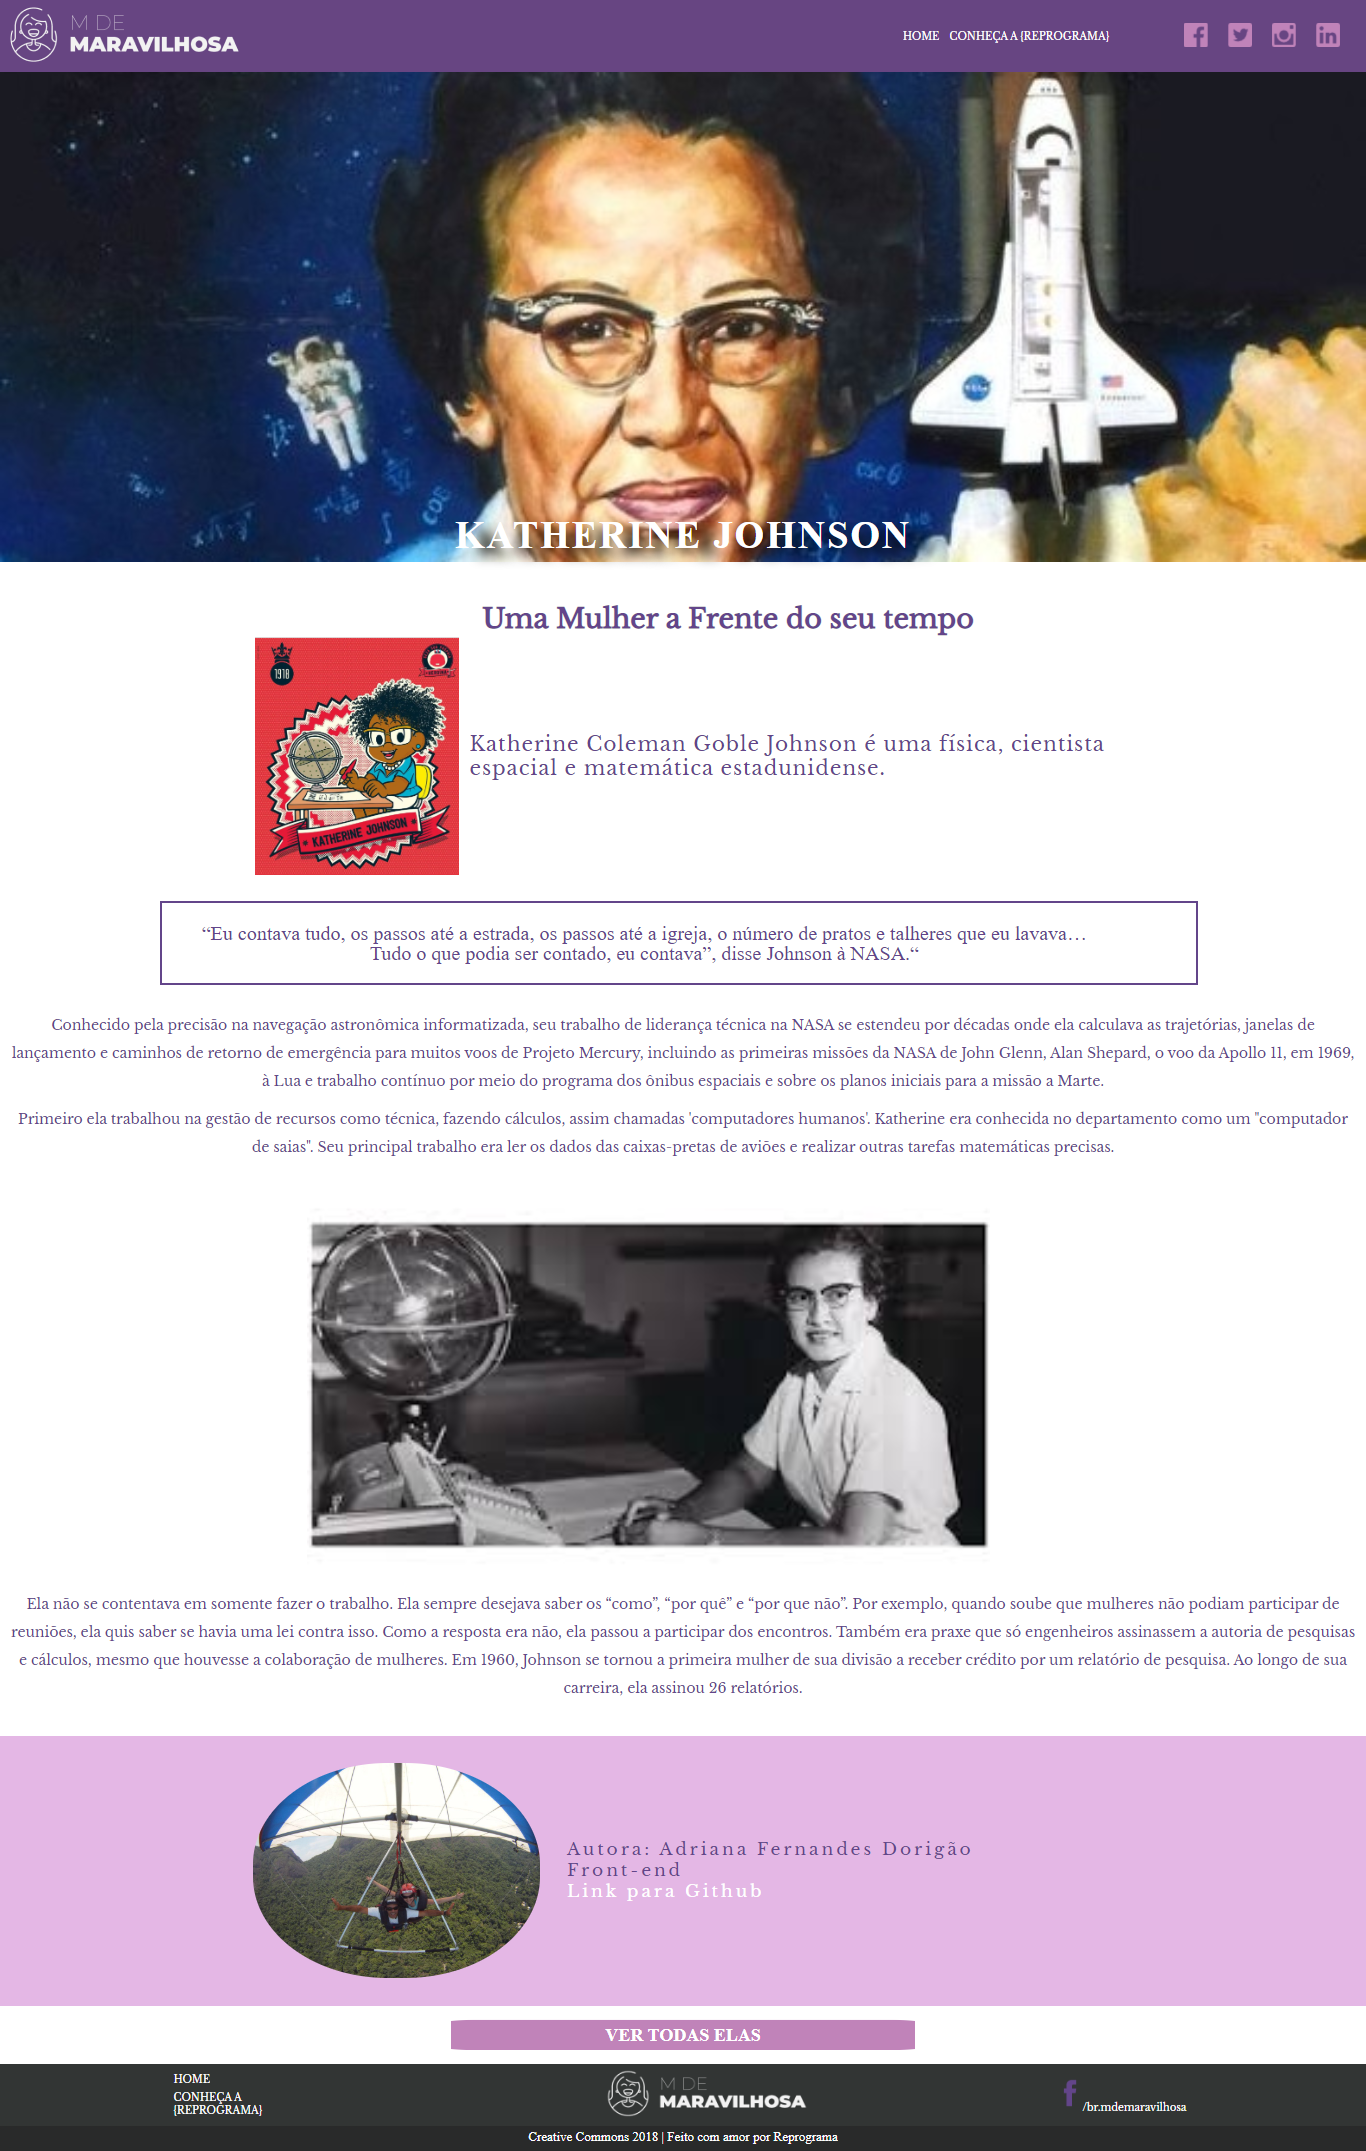 M DE
MARAVILHOSA
HOME CONHEÇA A {REPROGRAMA}
KATHERINE JOHNSON
Uma Mulher a Frente do seu tempo
1918
KATHERINE JOHNSON
Katherine Coleman Goble Johnson é uma física, cientista
espacial e matemática estadunidense.
“Eu contava tudo, os passos até a estrada, os passos até a igreja, o número de pratos e talheres que eu lavava…
Tudo o que podia ser contado, eu contava”, disse Johnson à NASA.“
Conhecido pela precisão na navegação astronômica informatizada, seu trabalho de liderança técnica na NASA se estendeu por décadas onde ela calculava as trajetórias, janelas de
lançamento e caminhos de retorno de emergência para muitos voos de Projeto Mercury, incluindo as primeiras missões da NASA de John Glenn, Alan Shepard, o voo da Apollo 11, em 1969,
à Lua e trabalho contínuo por meio do programa dos ônibus espaciais e sobre os planos iniciais para a missão a Marte.
Primeiro ela trabalhou na gestão de recursos como técnica, fazendo cálculos, assim chamadas 'computadores humanos'. Katherine era conhecida no departamento como um "computador
de saias". Seu principal trabalho era ler os dados das caixas-pretas de aviões e realizar outras tarefas matemáticas precisas.
Ela não se contentava em somente fazer o trabalho. Ela sempre desejava saber os “como”, “por quê” e “por que não”. Por exemplo, quando soube que mulheres não podiam participar de
reuniões, ela quis saber se havia uma lei contra isso. Como a resposta era não, ela passou a participar dos encontros. Também era praxe que só engenheiros assinassem a autoria de pesquisas
e cálculos, mesmo que houvesse a colaboração de mulheres. Em 1960, Johnson se tornou a primeira mulher de sua divisão a receber crédito por um relatório de pesquisa. Ao longo de sua
carreira, ela assinou 26 relatórios.
Autora: Adriana Fernandes Dorigão
Front-end
Link para Github
VER TODAS ELAS
HOME
CONHEÇA A
{REPROGRAMA}
M DE
MARAVILHOSA
/br.mdemaravilhosa
Creative Commons 2018 | Feito com amor por Reprograma